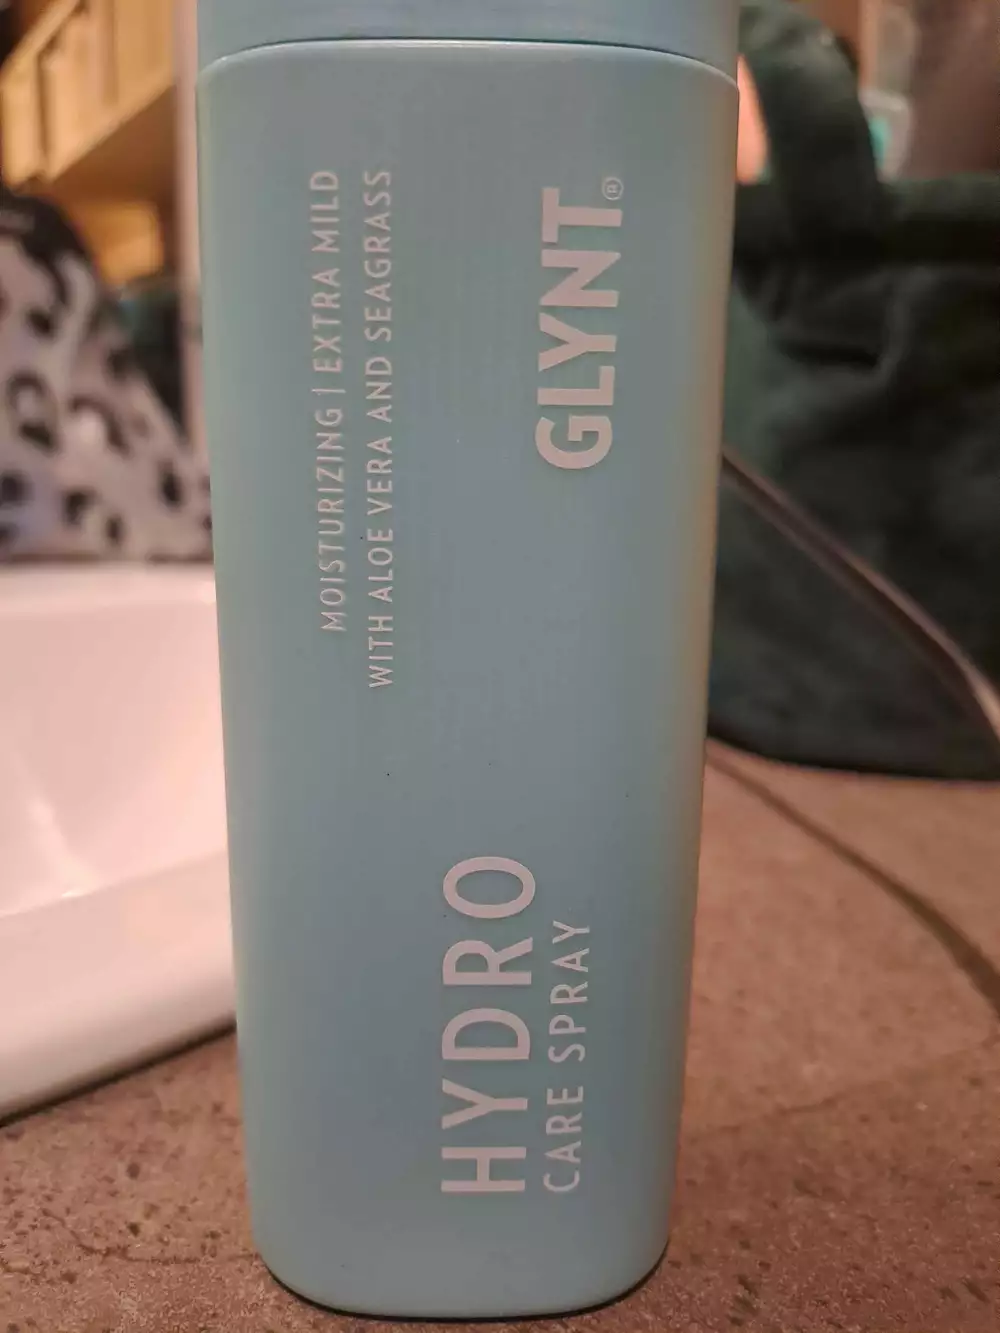 GLYNT®
HYDRO
CARE SPRAY
MOISTURIZING | EXTRA MILD
WITH ALOE VERA AND SEAGRASS